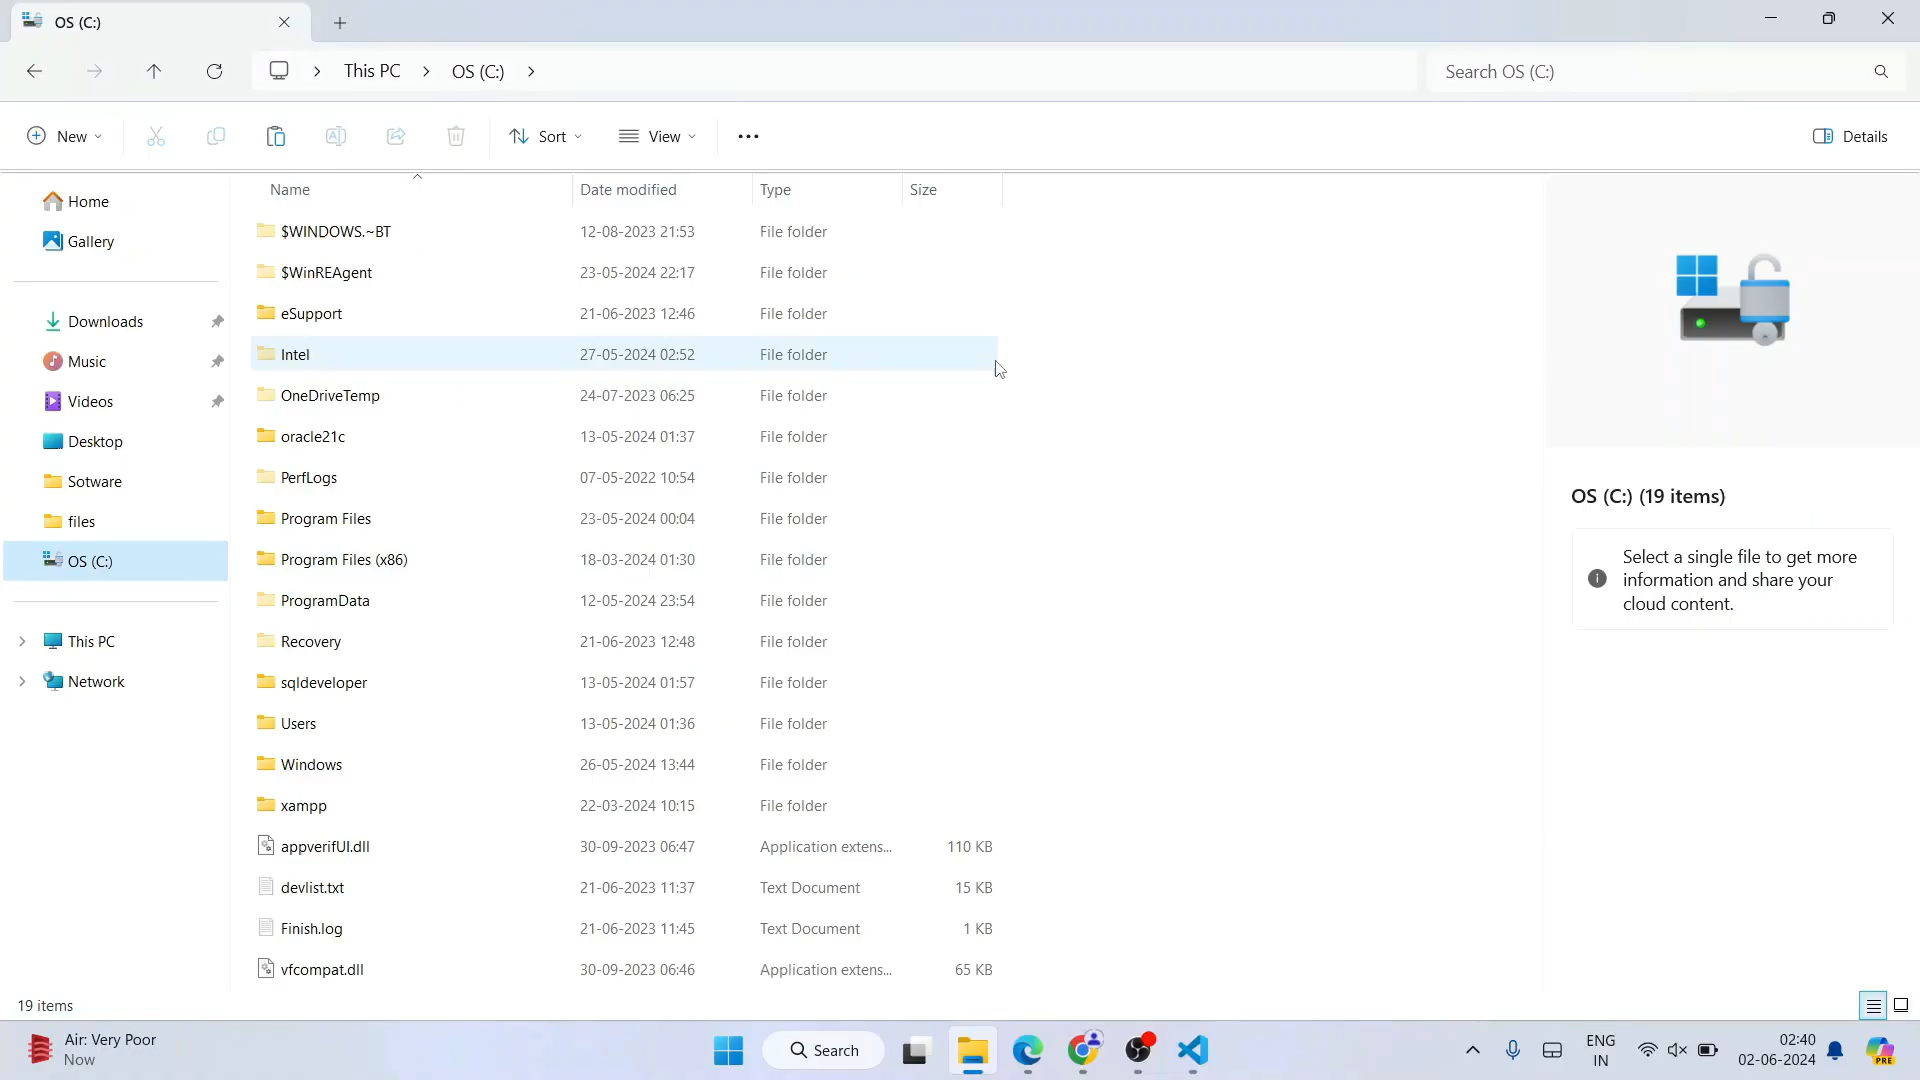 OS (C:)
This PC
OS (C:)
Search OS (C:)
New
Sort
View
Details
Name
Date modified
Type
Size
Home
Gallery
Downloads
Music
Videos
Desktop
Sotware
files
OS (C:)
This PC
Network
$WINDOWS.~BT 12-08-2023 21:53 File folder
$WinREAgent 23-05-2024 22:17 File folder
eSupport 21-06-2023 12:46 File folder
Intel 27-05-2024 02:52 File folder
OneDriveTemp 24-07-2023 06:25 File folder
oracle21c 13-05-2024 01:37 File folder
PerfLogs 07-05-2022 10:54 File folder
Program Files 23-05-2024 00:04 File folder
Program Files (x86) 18-03-2024 01:30 File folder
ProgramData 12-05-2024 23:54 File folder
Recovery 21-06-2023 12:48 File folder
sqldeveloper 13-05-2024 01:57 File folder
Users 13-05-2024 01:36 File folder
Windows 26-05-2024 13:44 File folder
xampp 22-03-2024 10:15 File folder
appverifUI.dll 30-09-2023 06:47 Application extens... 110 KB
devlist.txt 21-06-2023 11:37 Text Document 15 KB
Finish.log 21-06-2023 11:45 Text Document 1 KB
vfcompat.dll 30-09-2023 06:46 Application extens... 65 KB
OS (C:) (19 items)
Select a single file to get more
information and share your
cloud content.
19 items
Air: Very Poor
Now
Search
ENG
IN
02:40
02-06-2024
PRE